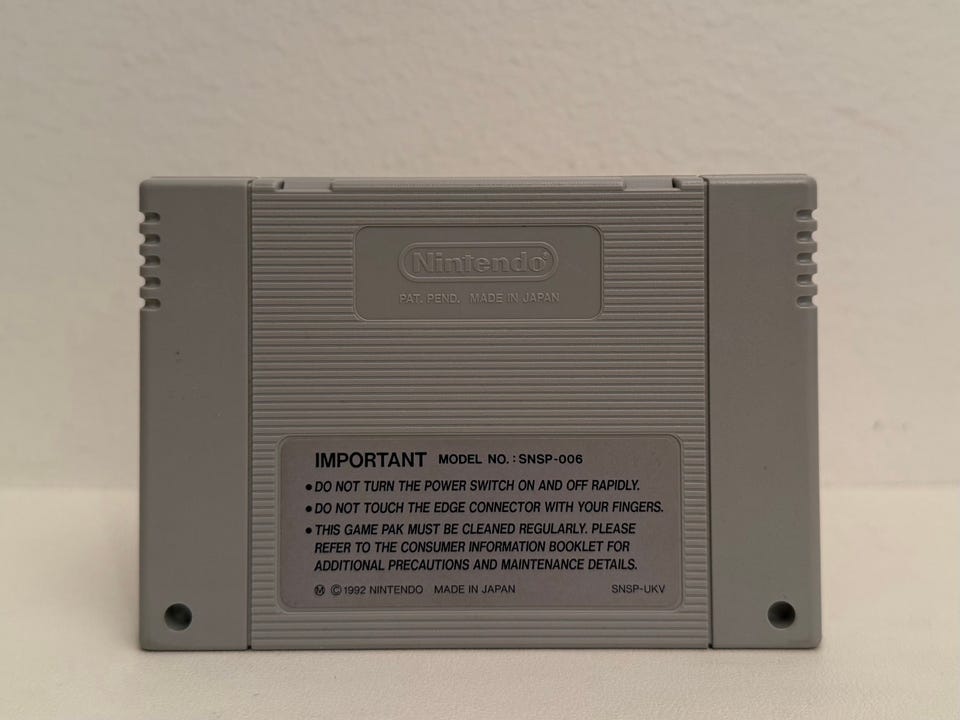 Nintendo®
PAT. PEND. MADE IN JAPAN
IMPORTANT MODEL NO. : SNSP-006
•DO NOT TURN THE POWER SWITCH ON AND OFF RAPIDLY.
•DO NOT TOUCH THE EDGE CONNECTOR WITH YOUR FINGERS.
•THIS GAME PAK MUST BE CLEANED REGULARLY. PLEASE
REFER TO THE CONSUMER INFORMATION BOOKLET FOR
ADDITIONAL PRECAUTIONS AND MAINTENANCE DETAILS.
Ⓜ ©1992 NINTENDO MADE IN JAPAN SNSP-UKV